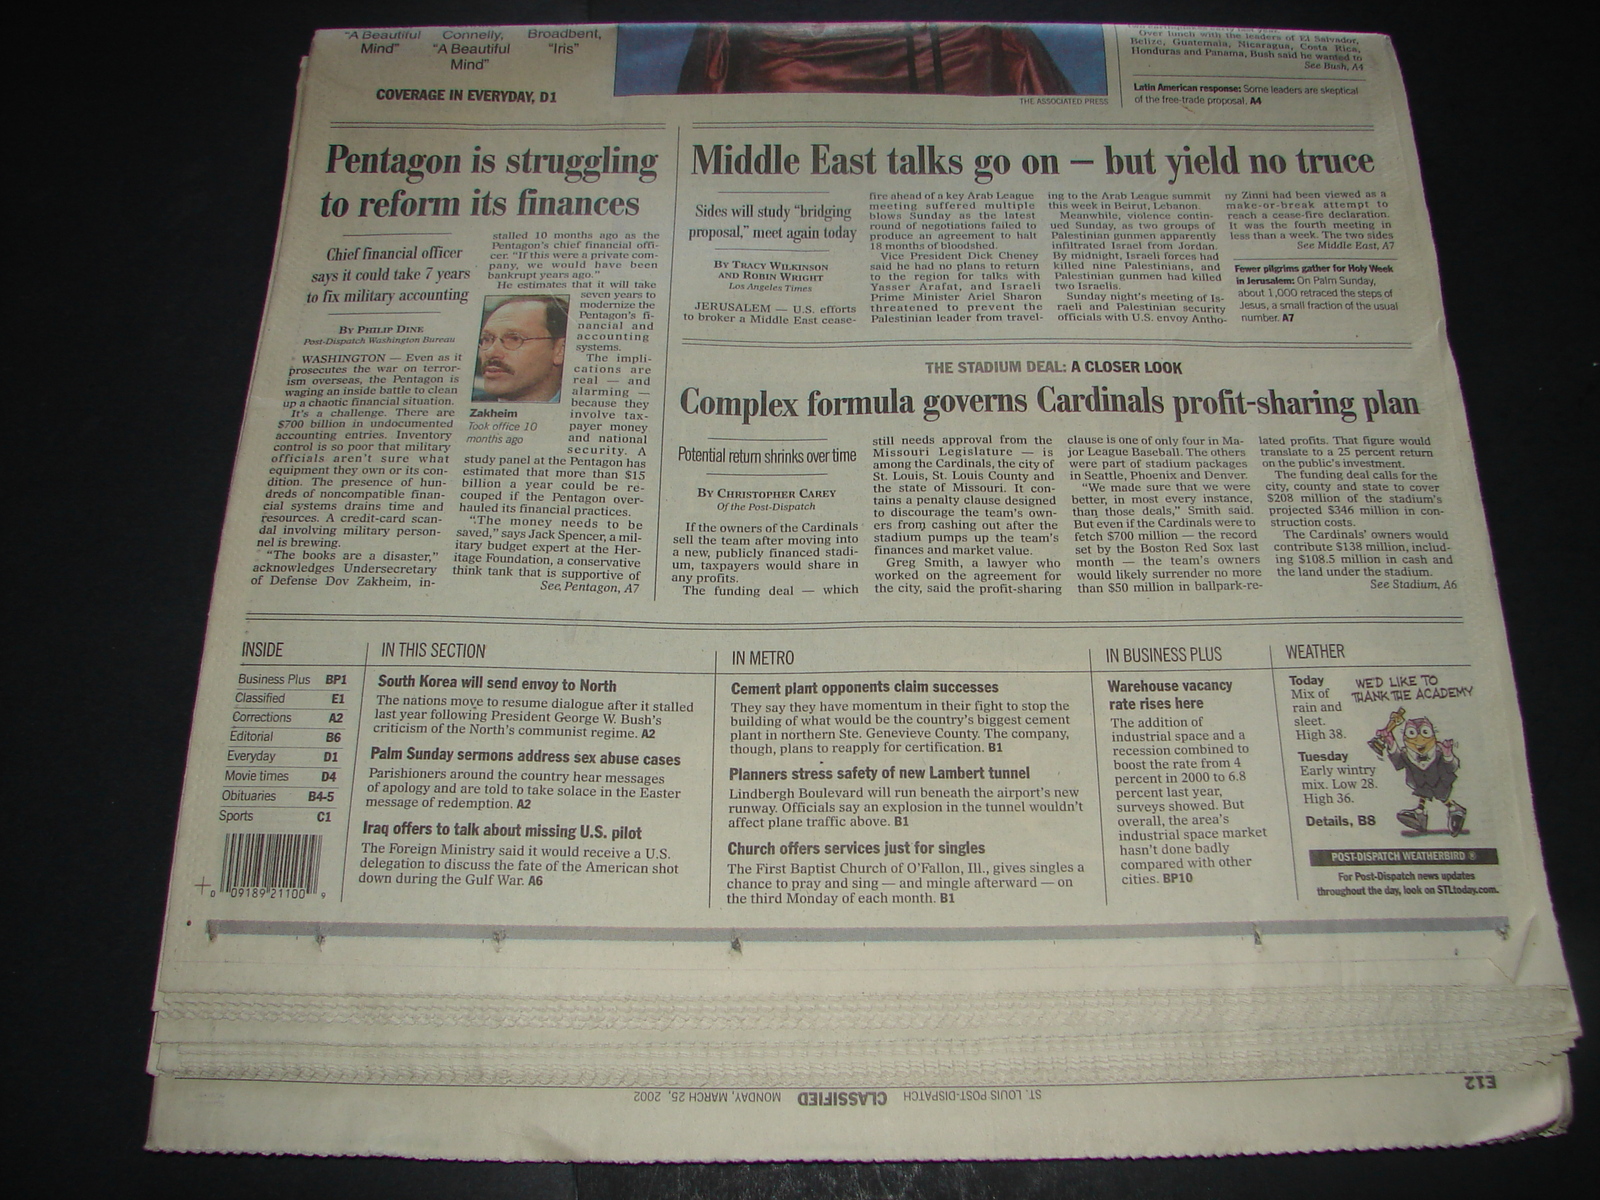 "A Beautiful
Mind"
Connelly,
"A Beautiful
Mind"
Broadbent,
"Iris"
COVERAGE IN EVERYDAY, D1
THE ASSOCIATED PRESS
Over lunch with the leaders of El Salvador,
Belize, Guatemala, Nicaragua, Costa Rica,
Honduras and Panama, Bush said he wanted to
See Bush, A4
Latin American response: Some leaders are skeptical
of the free-trade proposal. A4
Pentagon is struggling
to reform its finances
Chief financial officer
says it could take 7 years
to fix military accounting
BY PHILIP DINE
Post-Dispatch Washington Bureau
WASHINGTON — Even as it
prosecutes the war on terror-
ism overseas, the Pentagon is
waging an inside battle to clean
up a chaotic financial situation.
It's a challenge. There are
$700 billion in undocumented
accounting entries. Inventory
control is so poor that military
officials aren't sure what
equipment they own or its con-
dition. The presence of hun-
dreds of noncompatible finan-
cial systems drains time and
resources. A credit-card scan-
dal involving military person-
nel is brewing.
"The books are a disaster,"
acknowledges Undersecretary
of Defense Dov Zakheim, in-
stalled 10 months ago as the
Pentagon's chief financial offi-
cer. "If this were a private com-
pany, we would have been
bankrupt years ago."
He estimates that it will take
seven years to
modernize the
Pentagon's fi-
nancial and
accounting
systems.
The impli-
cations are
real — and
alarming —
because they
involve tax-
payer money
and national
security. A
Zakheim
Took office 10
months ago
study panel at the Pentagon has
estimated that more than $15
billion a year could be re-
couped if the Pentagon over-
hauled its financial practices.
"The money needs to be
saved," says Jack Spencer, a mil-
itary budget expert at the Her-
itage Foundation, a conservative
think tank that is supportive of
See Pentagon, A7
Middle East talks go on — but yield no truce
Sides will study "bridging
proposal," meet again today
BY TRACY WILKINSON
AND ROBIN WRIGHT
Los Angeles Times
JERUSALEM — U.S. efforts
to broker a Middle East cease-
fire ahead of a key Arab League
meeting suffered multiple
blows Sunday as the latest
round of negotiations failed to
produce an agreement to halt
18 months of bloodshed.
Vice President Dick Cheney
said he had no plans to return
to the region for talks with
Yasser Arafat, and Israeli
Prime Minister Ariel Sharon
threatened to prevent the
Palestinian leader from travel-
ing to the Arab League summit
this week in Beirut, Lebanon.
Meanwhile, violence contin-
ued Sunday, as two groups of
Palestinian gunmen apparently
infiltrated Israel from Jordan.
By midnight, Israeli forces had
killed nine Palestinians, and
Palestinian gunmen had killed
two Israelis.
Sunday night's meeting of Is-
raeli and Palestinian security
officials with U.S. envoy Antho-
ny Zinni had been viewed as a
make-or-break attempt to
reach a cease-fire declaration.
It was the fourth meeting in
less than a week. The two sides
See Middle East, A7
Fewer pilgrims gather for Holy Week
in Jerusalem: On Palm Sunday,
about 1,000 retraced the steps of
Jesus, a small fraction of the usual
number. A7
THE STADIUM DEAL: A CLOSER LOOK
Complex formula governs Cardinals profit-sharing plan
Potential return shrinks over time
BY CHRISTOPHER CAREY
Of the Post-Dispatch
If the owners of the Cardinals
sell the team after moving into
a new, publicly financed stadi-
um, taxpayers would share in
any profits.
The funding deal — which
still needs approval from the
Missouri Legislature — is
among the Cardinals, the city of
St. Louis, St. Louis County and
the state of Missouri. It con-
tains a penalty clause designed
to discourage the team's own-
ers from cashing out after the
stadium pumps up the team's
finances and market value.
Greg Smith, a lawyer who
worked on the agreement for
the city, said the profit-sharing
clause is one of only four in Ma-
jor League Baseball. The others
were part of stadium packages
in Seattle, Phoenix and Denver.
"We made sure that we were
better, in most every instance,
than those deals," Smith said.
But even if the Cardinals were to
fetch $700 million — the record
set by the Boston Red Sox last
month — the team's owners
would likely surrender no more
than $50 million in ballpark-re-
lated profits. That figure would
translate to a 25 percent return
on the public's investment.
The funding deal calls for the
city, county and state to cover
$208 million of the stadium's
projected $346 million in con-
struction costs.
The Cardinals' owners would
contribute $138 million, includ-
ing $108.5 million in cash and
the land under the stadium.
See Stadium, A6
INSIDE
Business Plus BP1
Classified E1
Corrections A2
Editorial B6
Everyday D1
Movie times D4
Obituaries B4-5
Sports C1
0 09189 21100 9
IN THIS SECTION
South Korea will send envoy to North
The nations move to resume dialogue after it stalled
last year following President George W. Bush's
criticism of the North's communist regime. A2
Palm Sunday sermons address sex abuse cases
Parishioners around the country hear messages
of apology and are told to take solace in the Easter
message of redemption. A2
Iraq offers to talk about missing U.S. pilot
The Foreign Ministry said it would receive a U.S.
delegation to discuss the fate of the American shot
down during the Gulf War. A6
IN METRO
Cement plant opponents claim successes
They say they have momentum in their fight to stop the
building of what would be the country's biggest cement
plant in northern Ste. Genevieve County. The company,
though, plans to reapply for certification. B1
Planners stress safety of new Lambert tunnel
Lindbergh Boulevard will run beneath the airport's new
runway. Officials say an explosion in the tunnel wouldn't
affect plane traffic above. B1
Church offers services just for singles
The First Baptist Church of O'Fallon, Ill., gives singles a
chance to pray and sing — and mingle afterward — on
the third Monday of each month. B1
IN BUSINESS PLUS
Warehouse vacancy
rate rises here
The addition of
industrial space and a
recession combined to
boost the rate from 4
percent in 2000 to 6.8
percent last year,
surveys showed. But
overall, the area's
industrial space market
hasn't done badly
compared with other
cities. BP10
WEATHER
Today
Mix of
rain and
sleet.
High 38.
Tuesday
Early wintry
mix. Low 28.
High 36.
Details, B8
WE'D LIKE TO
THANK THE ACADEMY
POST-DISPATCH WEATHERBIRD ®
For Post-Dispatch news updates
throughout the day, look on STLtoday.com.
E12
ST. LOUIS POST-DISPATCH CLASSIFIED MONDAY, MARCH 25, 2002